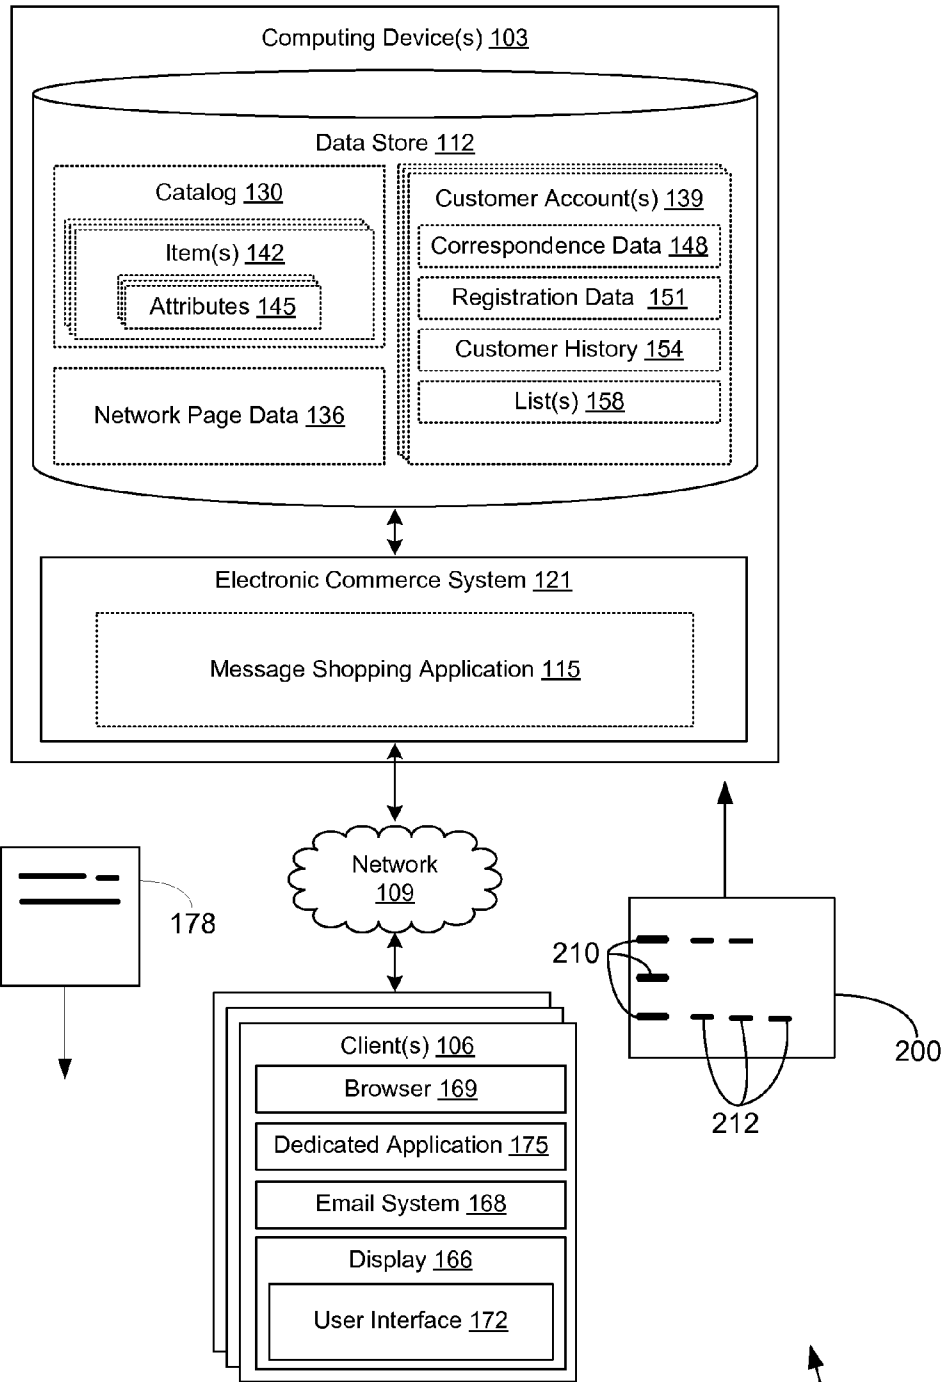 Computing Device(s) 103
Data Store 112
Catalog 130
Item(s) 142
Attributes 145
Network Page Data 136
Customer Account(s) 139
Correspondence Data 148
Registration Data 151
Customer History 154
List(s) 158
Electronic Commerce System 121
Message Shopping Application 115
Network
109
178
210
200
212
Client(s) 106
Browser 169
Dedicated Application 175
Email System 168
Display 166
User Interface 172